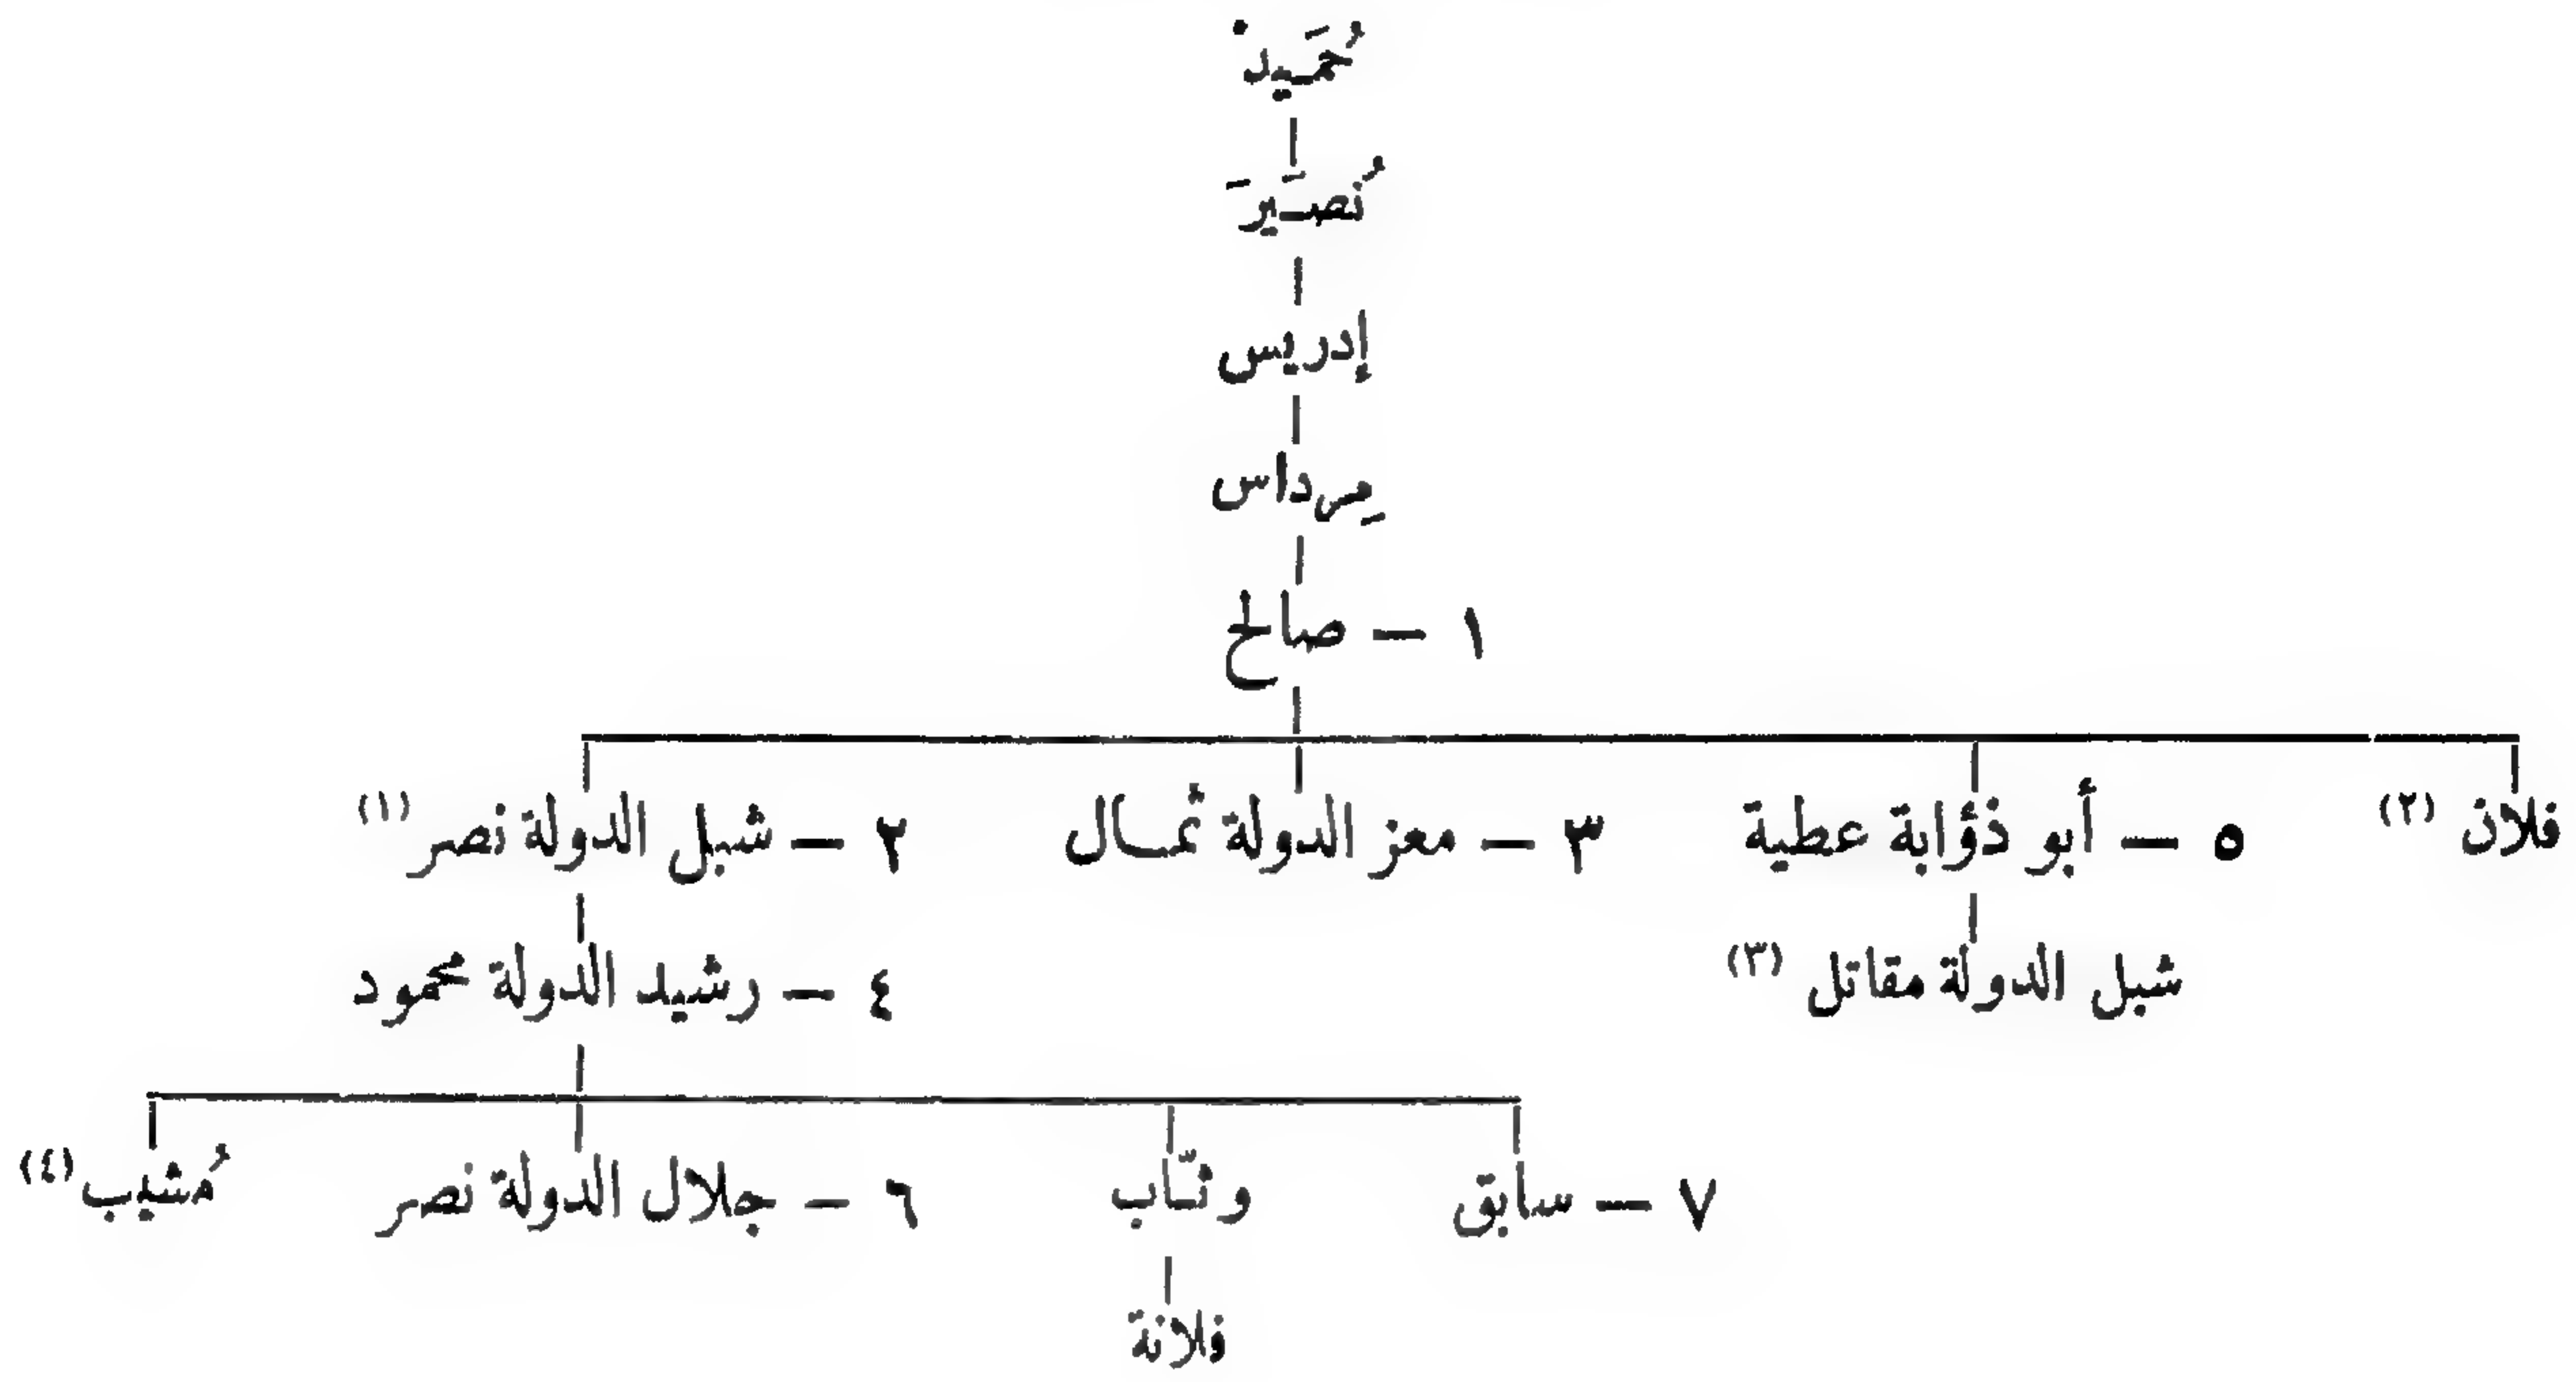 حُمَيْد
نُصَيرَ
إدريس
مِرداس
١ – صالح
فلان (٢) ٥ – أبو ذؤابة عطية ٣ – معز الدولة ثمال ٢ – شبل الدولة نصر (١)
شبل الدولة مقاتل (٣) ٤ – رشيد الدولة محمود
٧ – سابق وثّاب ٦ – جلال الدولة نصر مُشيب (٤)
فلانة